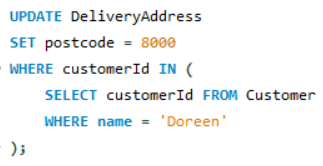 UPDATE DeliveryAddress
SET postcode = 8000
WHERE customerId IN (
    SELECT customerId FROM Customer
    WHERE name = 'Doreen'
);